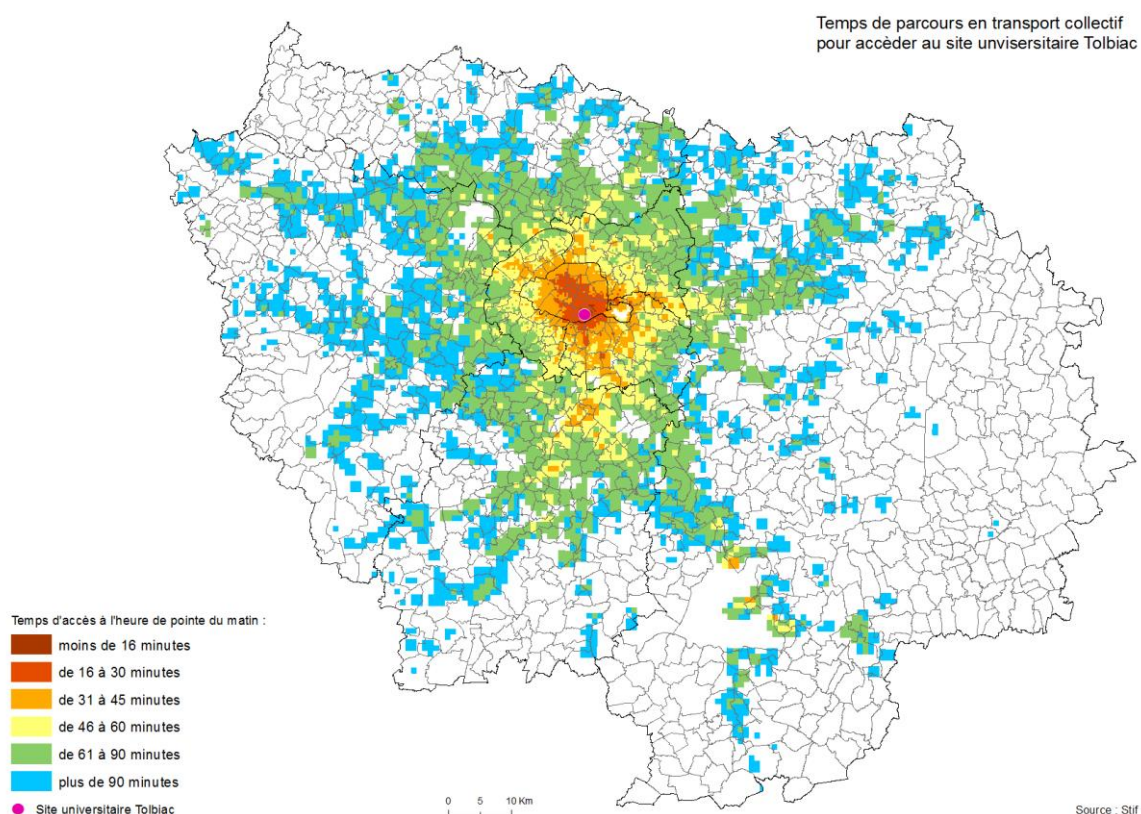 Temps de parcours en transport collectif
pour accèder au site unvisersitaire Tolbiac
Temps d'accès à l'heure de pointe du matin :
moins de 16 minutes
de 16 à 30 minutes
de 31 à 45 minutes
de 46 à 60 minutes
de 61 à 90 minutes
plus de 90 minutes
Site universitaire Tolbiac
0 5 10 Km
Source : Stif